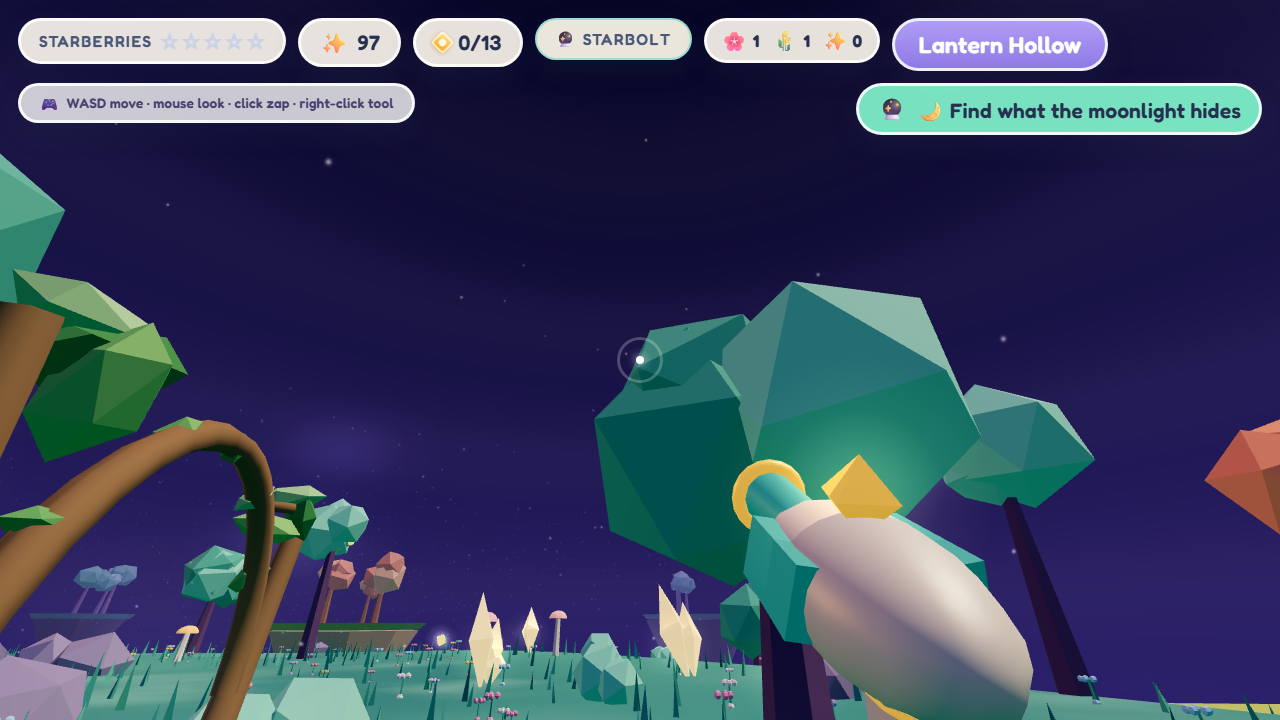 STARBERRIES
97
0/13
STARBOLT
1 1 0
Lantern Hollow
WASD move · mouse look · click zap · right-click tool
Find what the moonlight hides